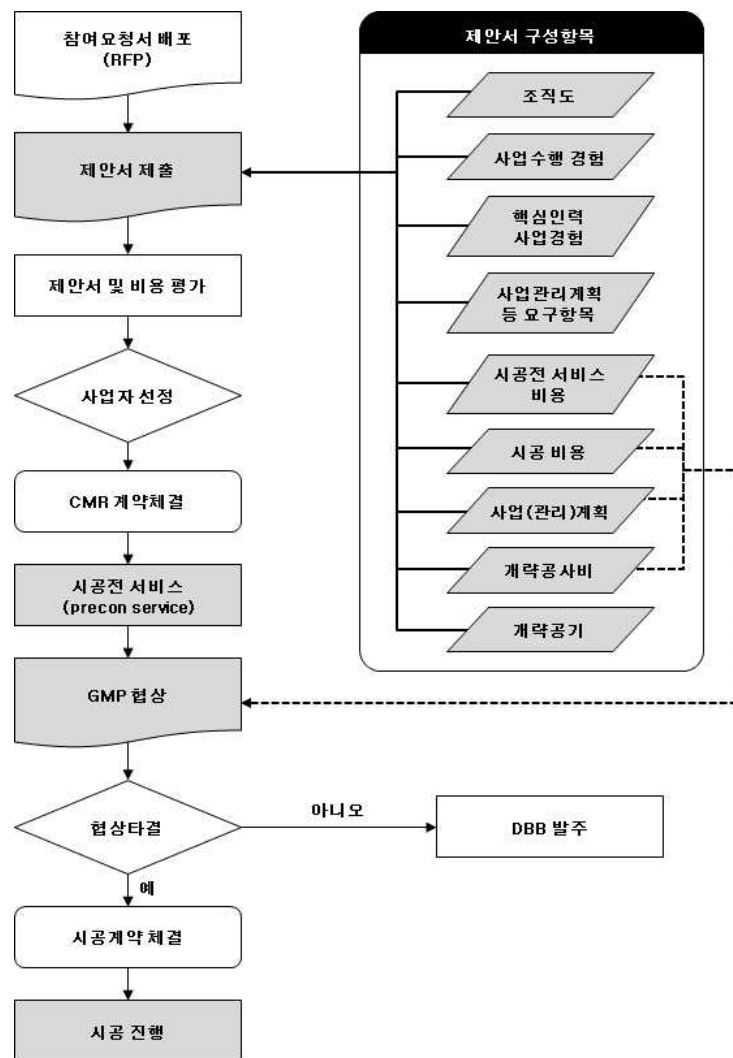 참여요청서 배포
(RFP)
제안서 제출
제안서 및 비용 평가
사업자 선정
CMR 계약체결
시공전 서비스
(precon service)
GMP 협상
협상타결
아니오
DBB 발주
예
시공계약 체결
시공 진행
제안서 구성항목
조직도
사업수행 경험
핵심인력
사업경험
사업관리계획
등 요구항목
시공전 서비스
비용
시공 비용
사업(관리)계획
개략공사비
개략공기